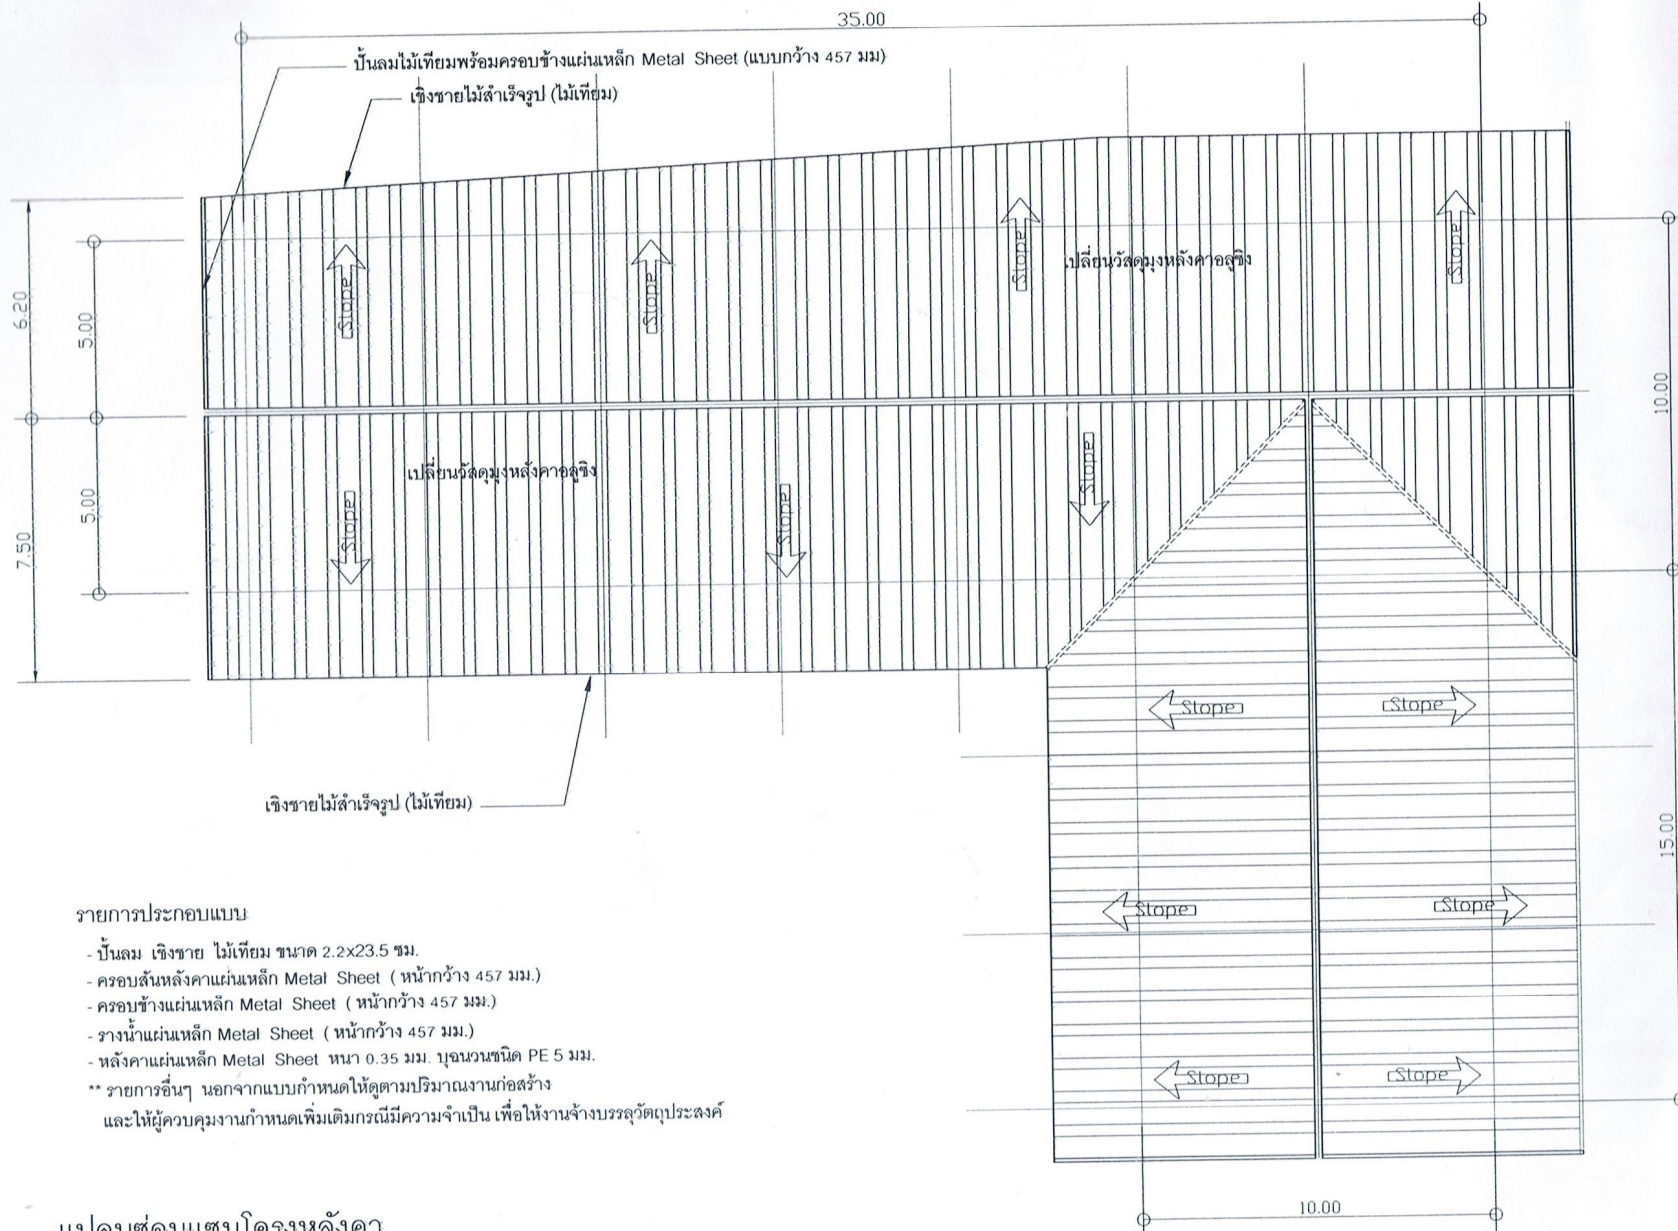 35.00
ปั้นลมไม้เทียมพร้อมครอบข้างแผ่นเหล็ก Metal Sheet (แบบกว้าง 457 มม)
เชิงชายไม้สำเร็จรูป (ไม้เทียม)
6.20
5.00
Slope
Slope
Slope
Slope
เปลี่ยนวัสดุมุงหลังคาอลูซิง
10.00
7.50
5.00
เปลี่ยนวัสดุมุงหลังคาอลูซิง
Slope
Slope
Slope
Slope
Slope
เชิงชายไม้สำเร็จรูป (ไม้เทียม)
15.00
Slope
Slope
รายการประกอบแบบ
- ปั้นลม เชิงชาย ไม้เทียม ขนาด 2.2x23.5 ซม.
- ครอบสันหลังคาแผ่นเหล็ก Metal Sheet ( หน้ากว้าง 457 มม.)
- ครอบข้างแผ่นเหล็ก Metal Sheet ( หน้ากว้าง 457 มม.)
- รางน้ำแผ่นเหล็ก Metal Sheet ( หน้ากว้าง 457 มม.)
- หลังคาแผ่นเหล็ก Metal Sheet หนา 0.35 มม. บุฉนวนชนิด PE 5 มม.
** รายการอื่นๆ นอกจากแบบกำหนดให้ดูตามปริมาณงานก่อสร้าง
และให้ผู้ควบคุมงานกำหนดเพิ่มเติมกรณีมีความจำเป็น เพื่อให้งานจ้างบรรลุวัตถุประสงค์
Slope
Slope
10.00